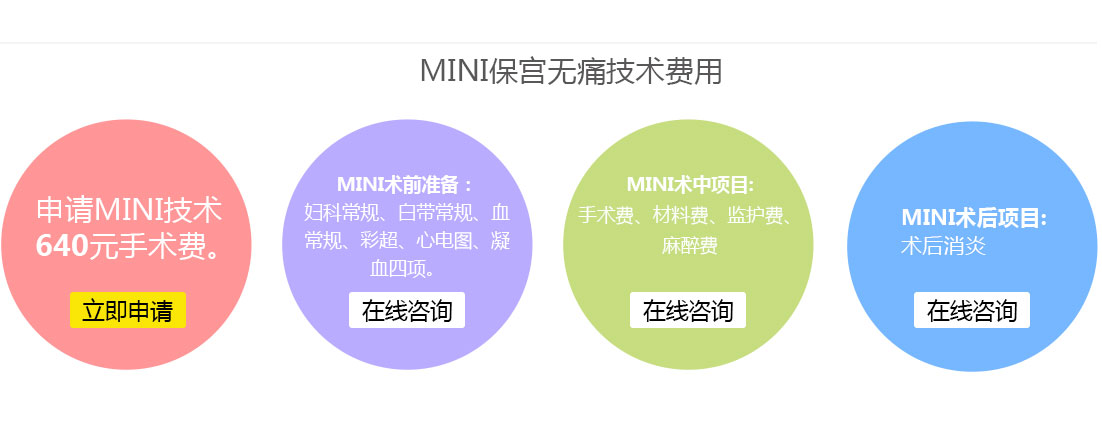 MINI保宫无痛技术费用
申请MINI技术
640元手术费。
立即申请
MINI术前准备：
妇科常规、白带常规、血
常规、彩超、心电图、凝
血四项。
在线咨询
MINI术中项目:
手术费、材料费、监护费、
麻醉费
在线咨询
MINI术后项目:
术后消炎
在线咨询